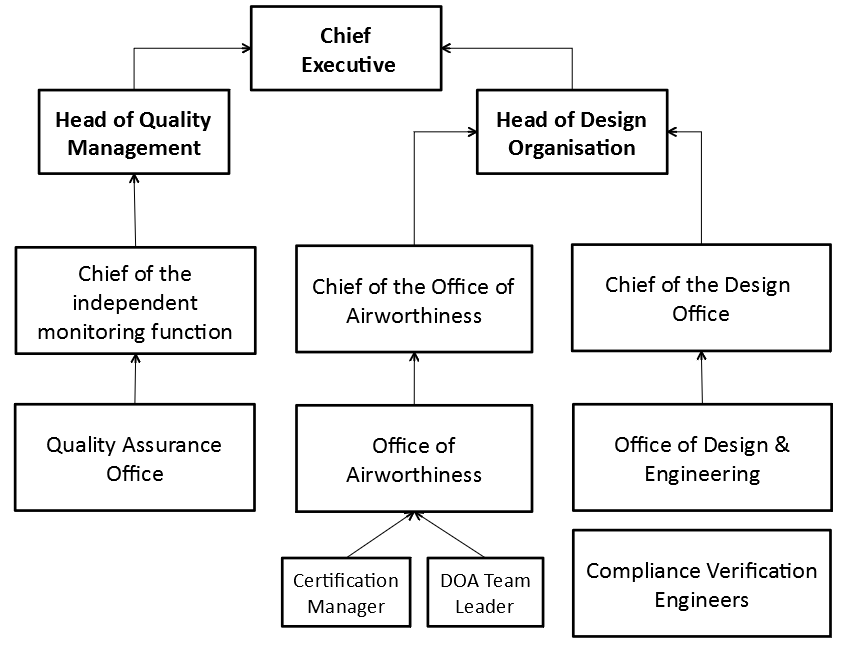 Chief
Executive
Head of Quality
Management
Head of Design
Organisation
Chief of the
independent
monitoring function
Chief of the Office of
Airworthiness
Chief of the Design
Office
Quality Assurance
Office
Office of
Airworthiness
Office of Design &
Engineering
Certification
Manager
DOA Team
Leader
Compliance Verification
Engineers